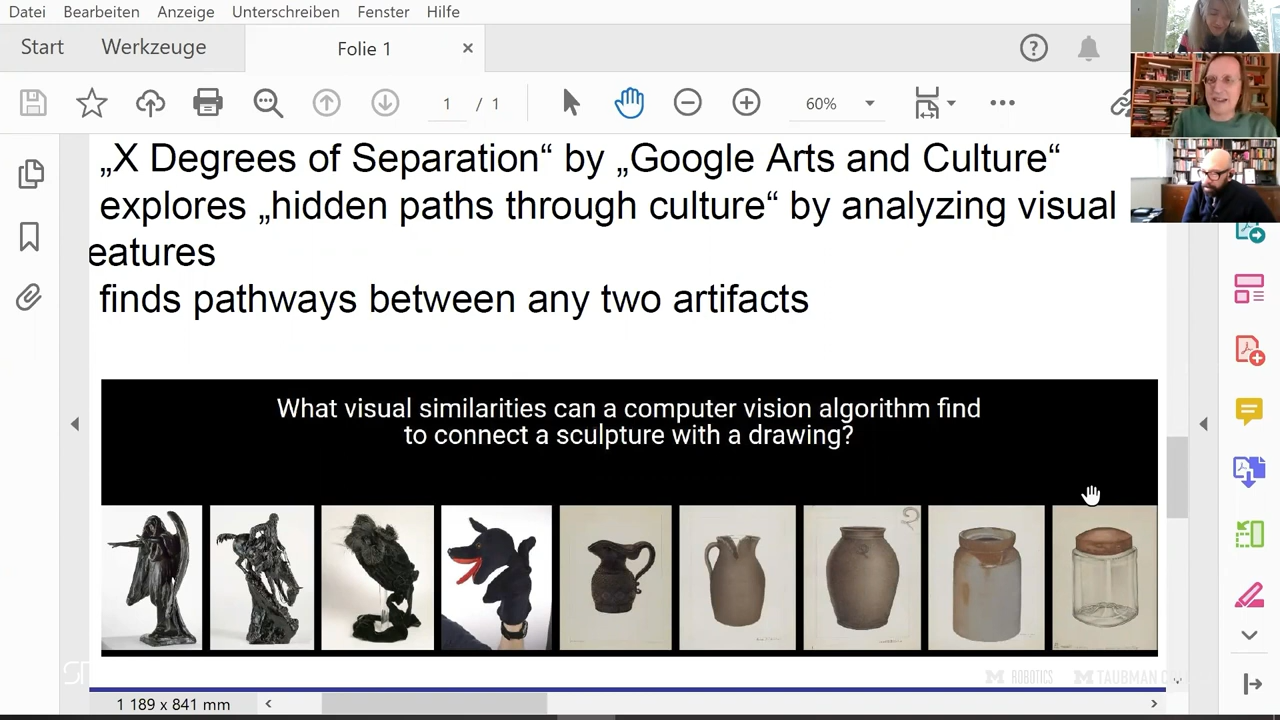 Datei Bearbeiten Anzeige Unterschreiben Fenster Hilfe
Start Werkzeuge Folie 1
1 / 1 60%
„X Degrees of Separation“ by „Google Arts and Culture“
explores „hidden paths through culture“ by analyzing visual
eatures
finds pathways between any two artifacts
What visual similarities can a computer vision algorithm find
to connect a sculpture with a drawing?
M ROBOTICS M TAUBMAN
1 189 x 841 mm